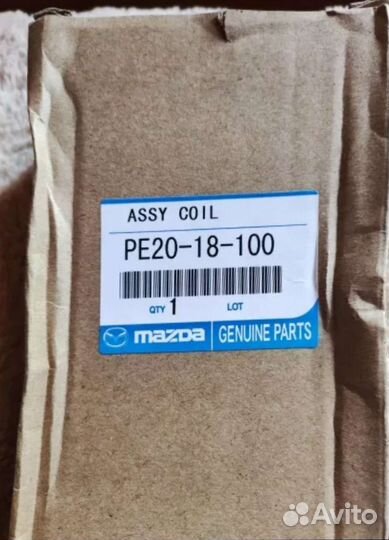 ASSY COIL
PE20-18-100
QTY 1 LOT
mazda GENUINE PARTS
Avito